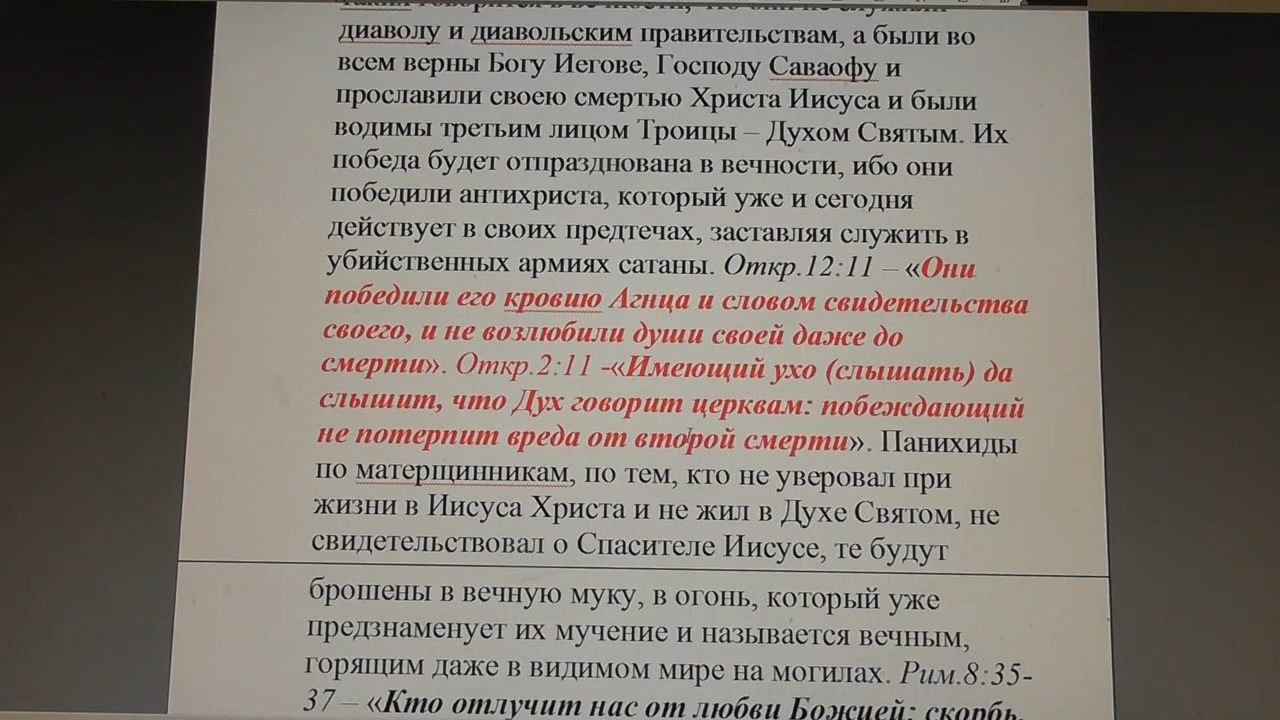 диаволу и диавольским правительствам, а были во
всем верны Богу Иегове, Господу Саваофу и
прославили своею смертью Христа Иисуса и были
водимы третьим лицом Троицы – Духом Святым. Их
победа будет отпразднована в вечности, ибо они
победили антихриста, который уже и сегодня
действует в своих предтечах, заставляя служить в
убийственных армиях сатаны. Откр.12:11 – «Они
победили его кровию Агнца и словом свидетельства
своего, и не возлюбили души своей даже до
смерти». Откр.2:11 -«Имеющий ухо (слышать) да
слышит, что Дух говорит церквам: побеждающий
не потерпит вреда от второй смерти». Панихиды
по матерщинникам, по тем, кто не уверовал при
жизни в Иисуса Христа и не жил в Духе Святом, не
свидетельствовал о Спасителе Иисусе, те будут
брошены в вечную муку, в огонь, который уже
предзнаменует их мучение и называется вечным,
горящим даже в видимом мире на могилах. Рим.8:35-
37 – «Кто отлучит нас от любви Божией: скорбь,